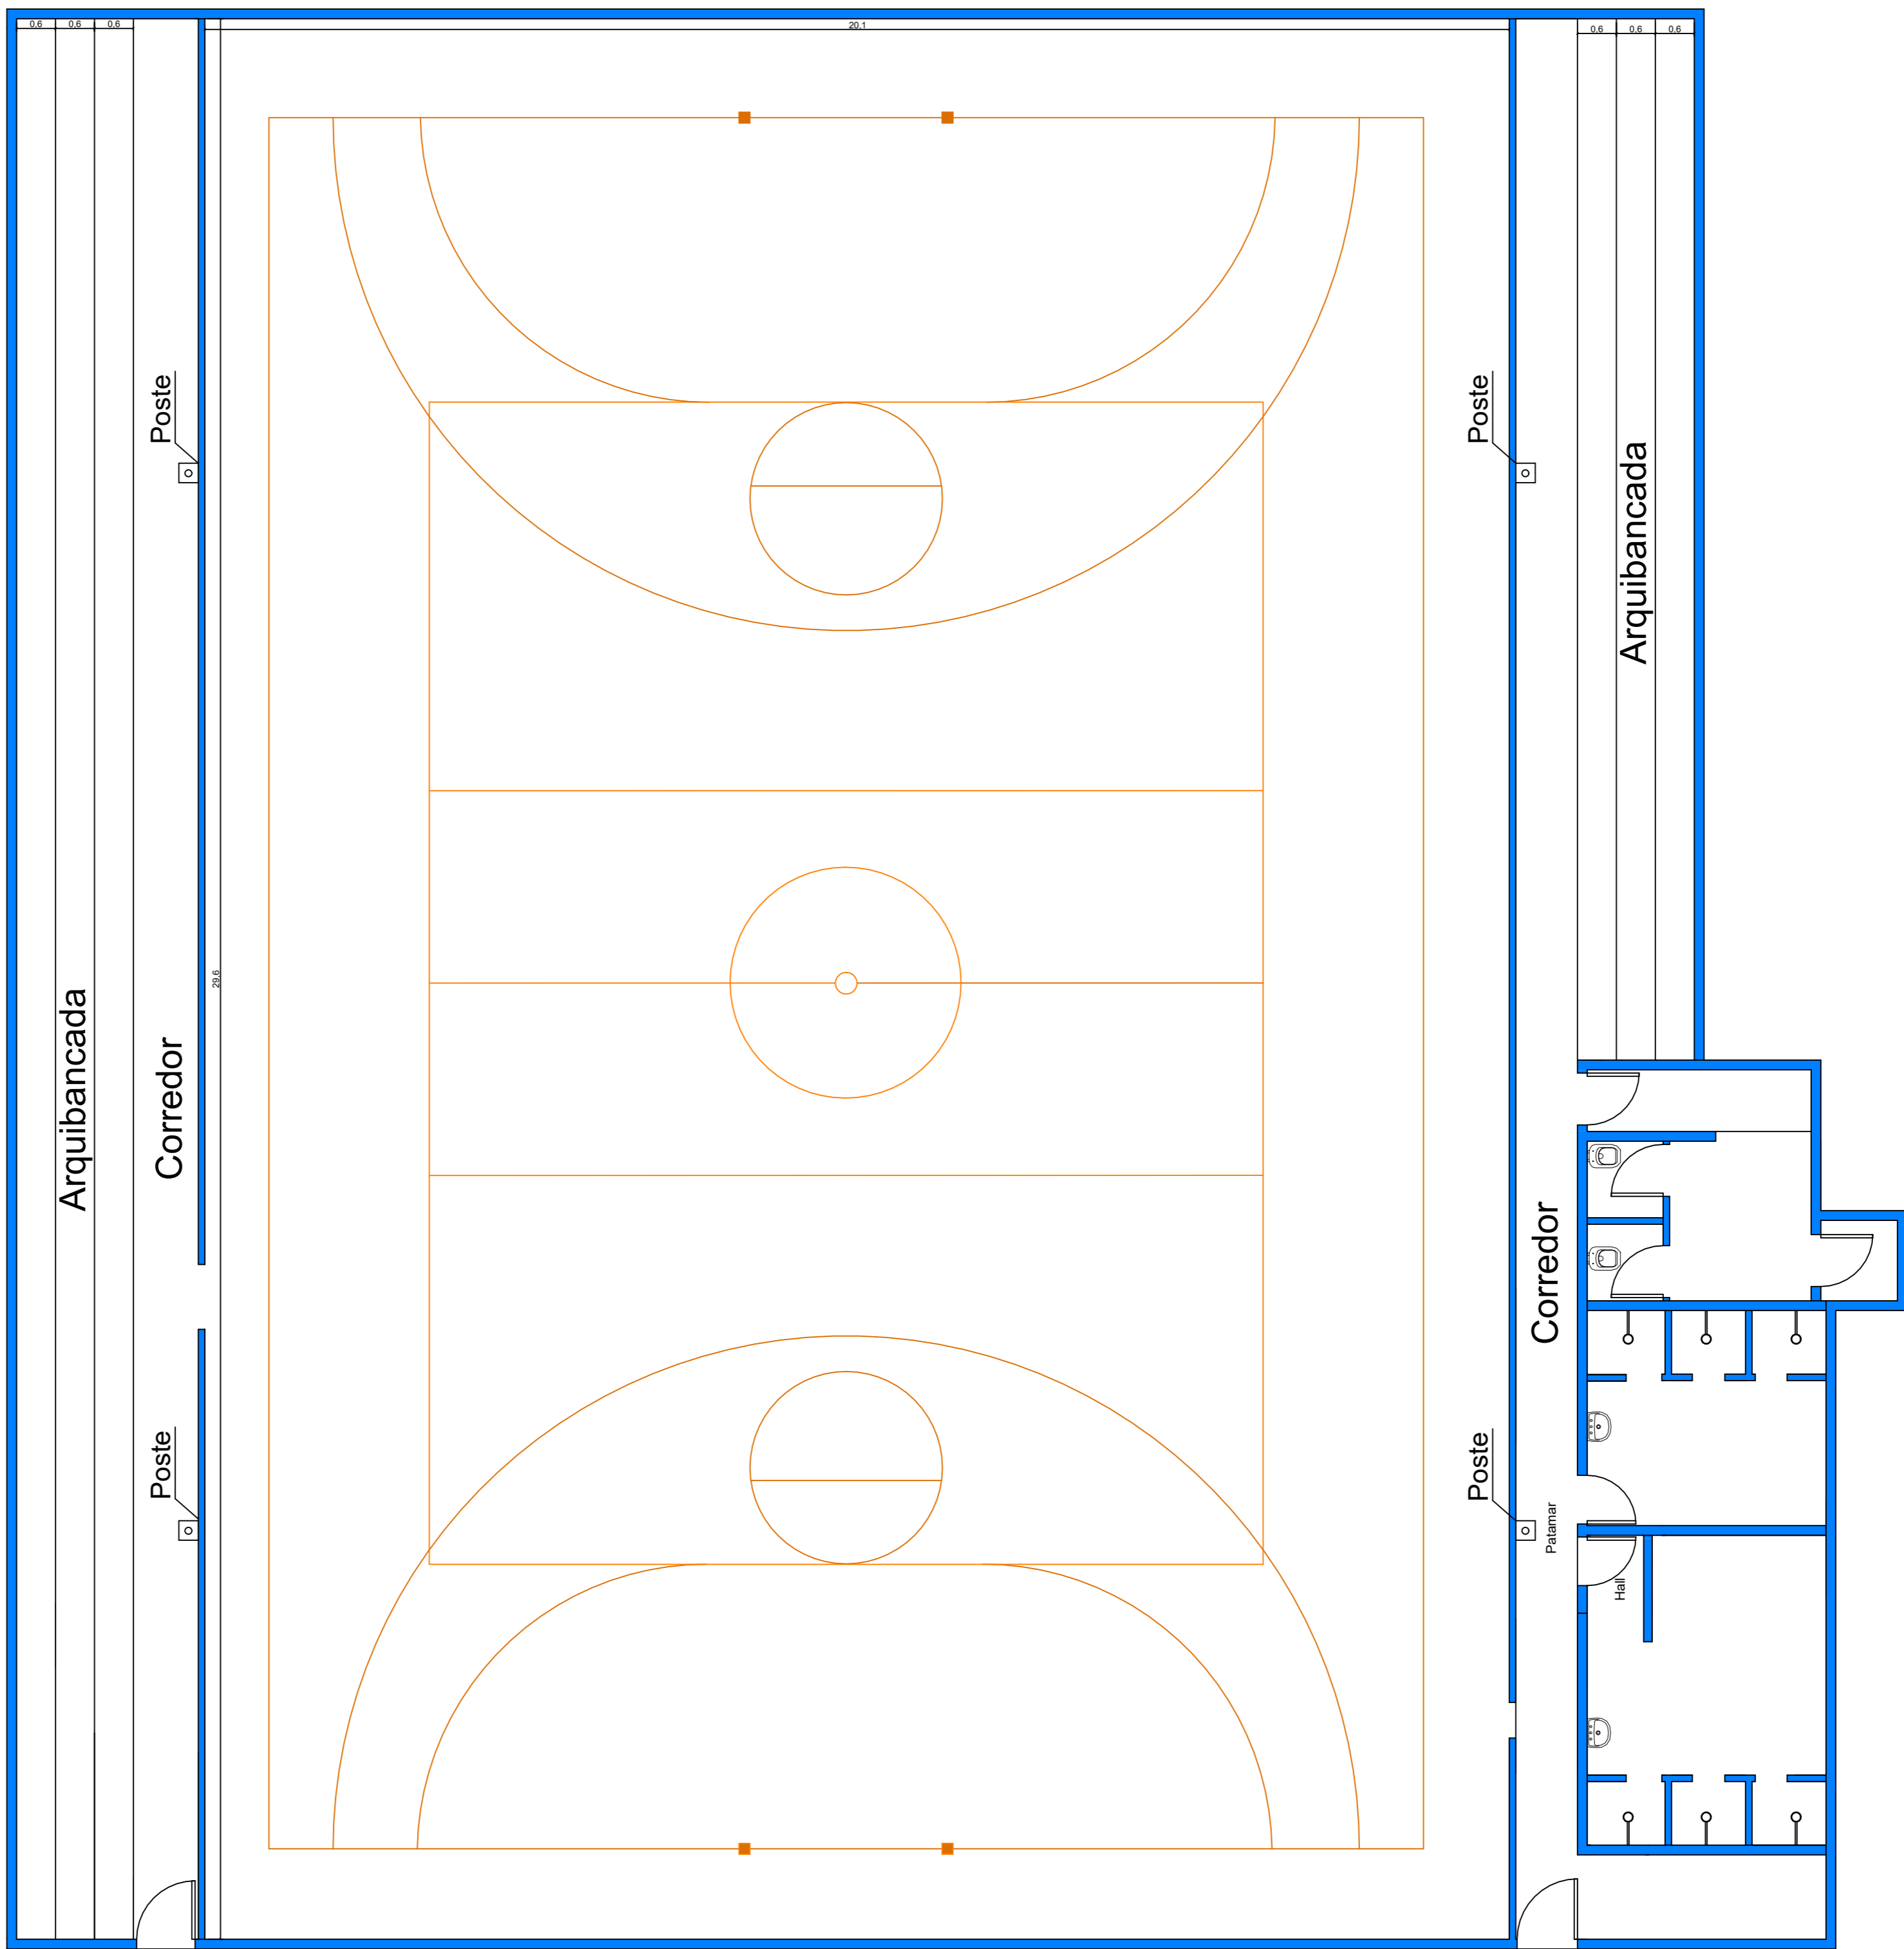 0,6
0,6
0,6
20,1
0,6
0,6
0,6
Poste
Poste
Arquibancada
29,6
Arquibancada
Corredor
Corredor
Poste
Poste
Patamar
Hall